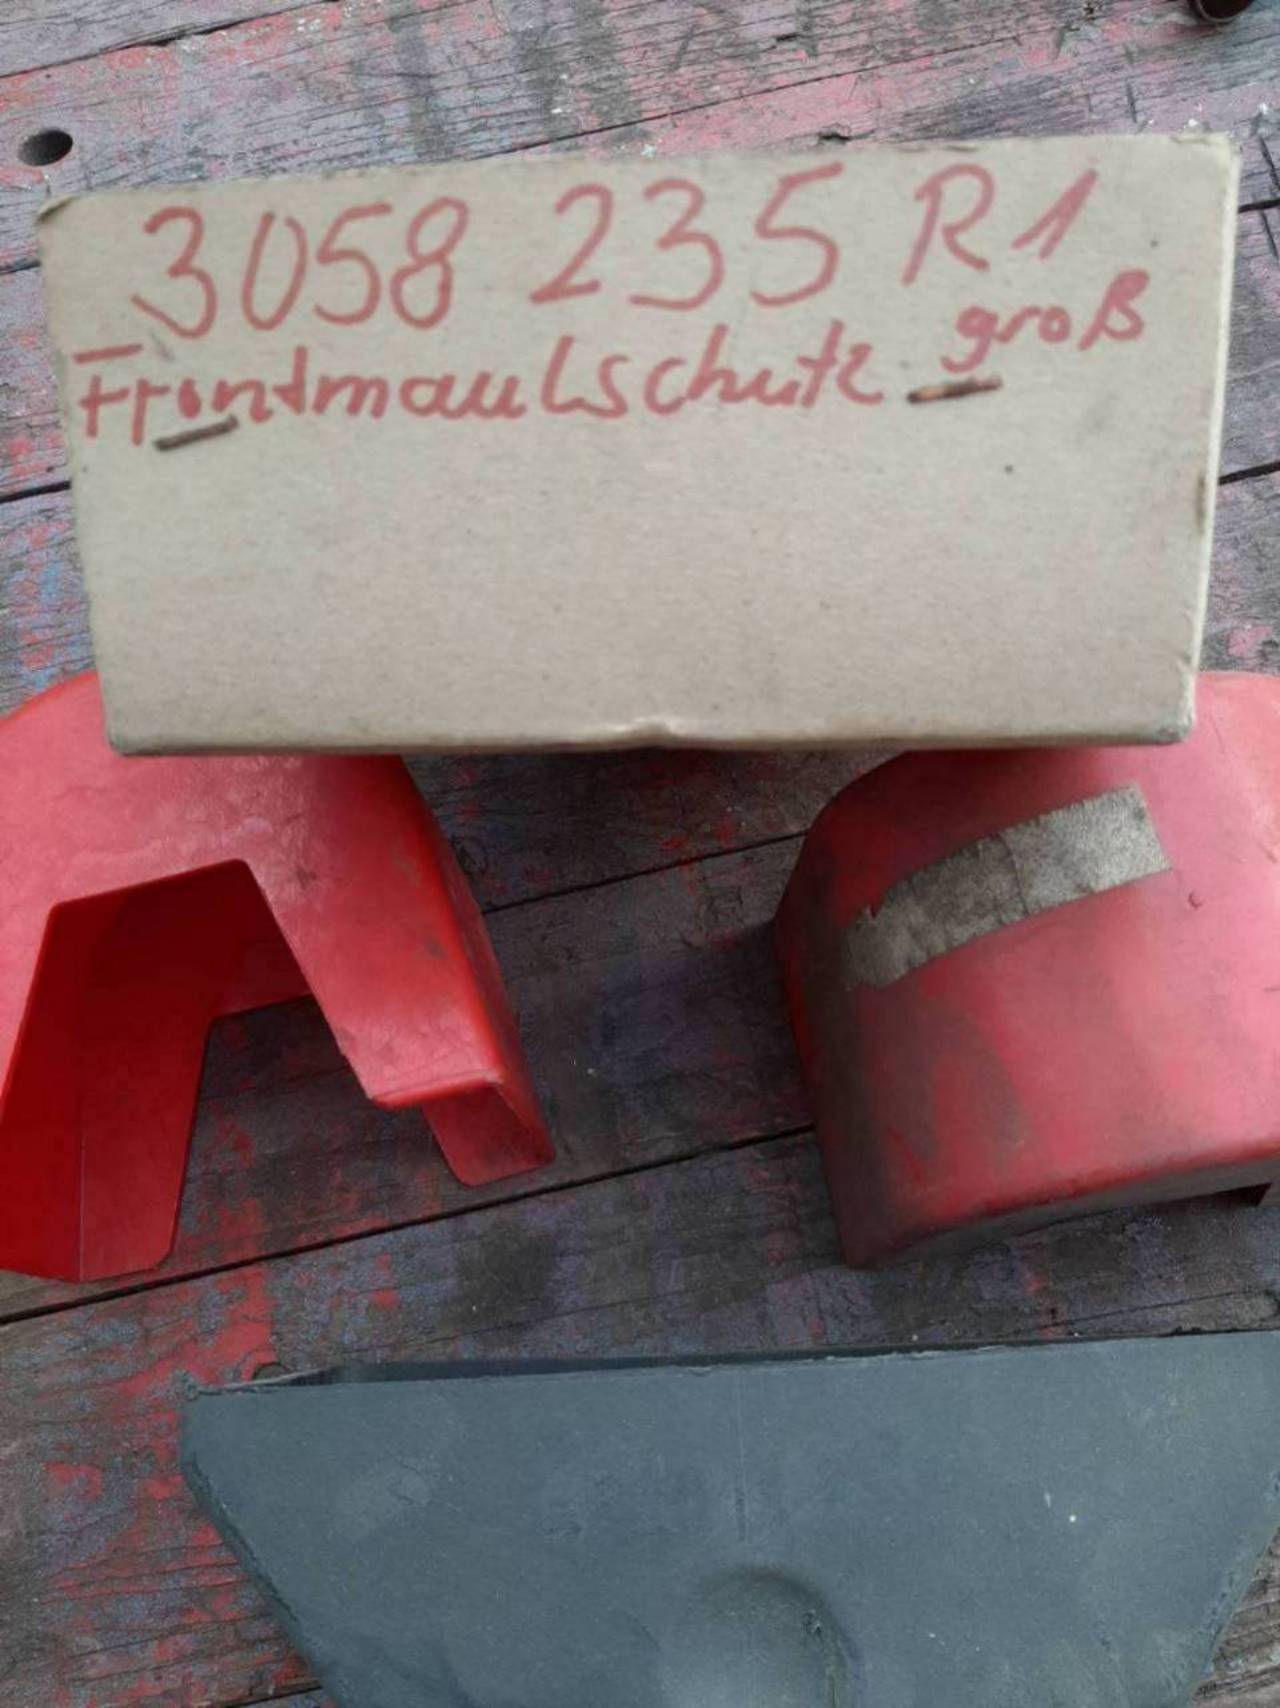 3058 235 R1
Frontmaulschutz groß